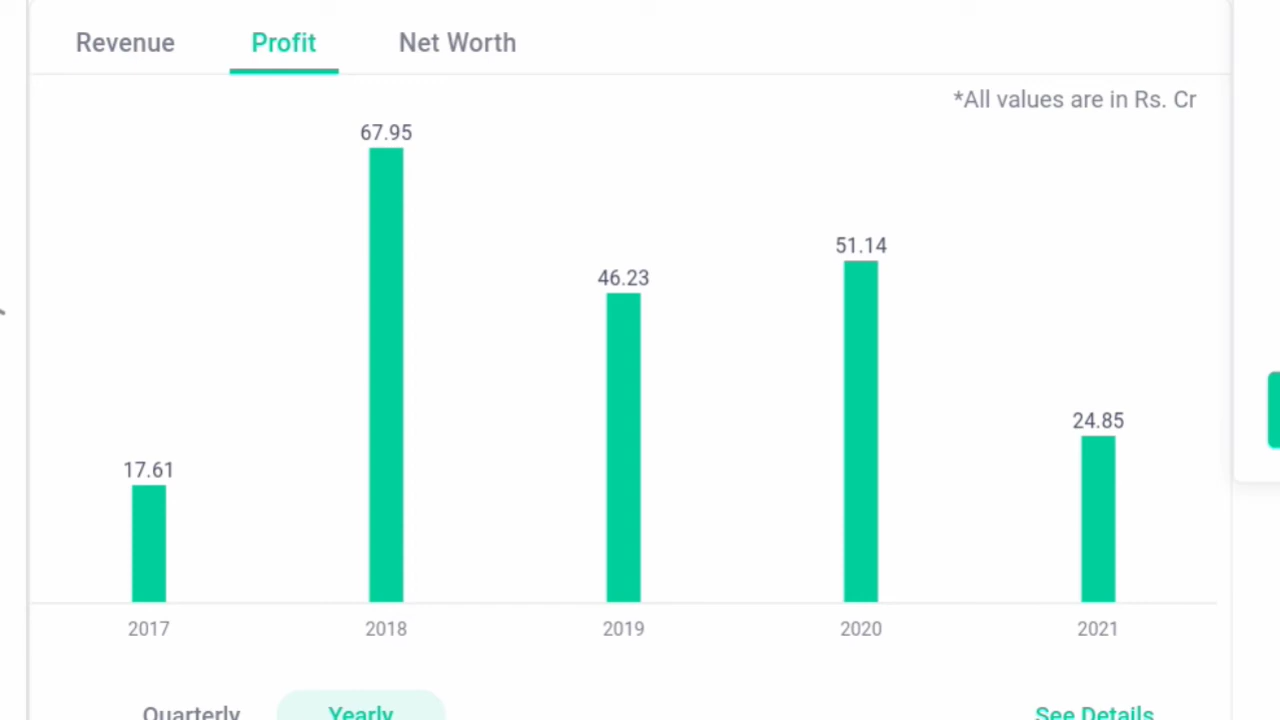 Revenue Profit Net Worth
*All values are in Rs. Cr
67.95
51.14
46.23
24.85
17.61
2017 2018 2019 2020 2021
Quarterly Yearly See Details